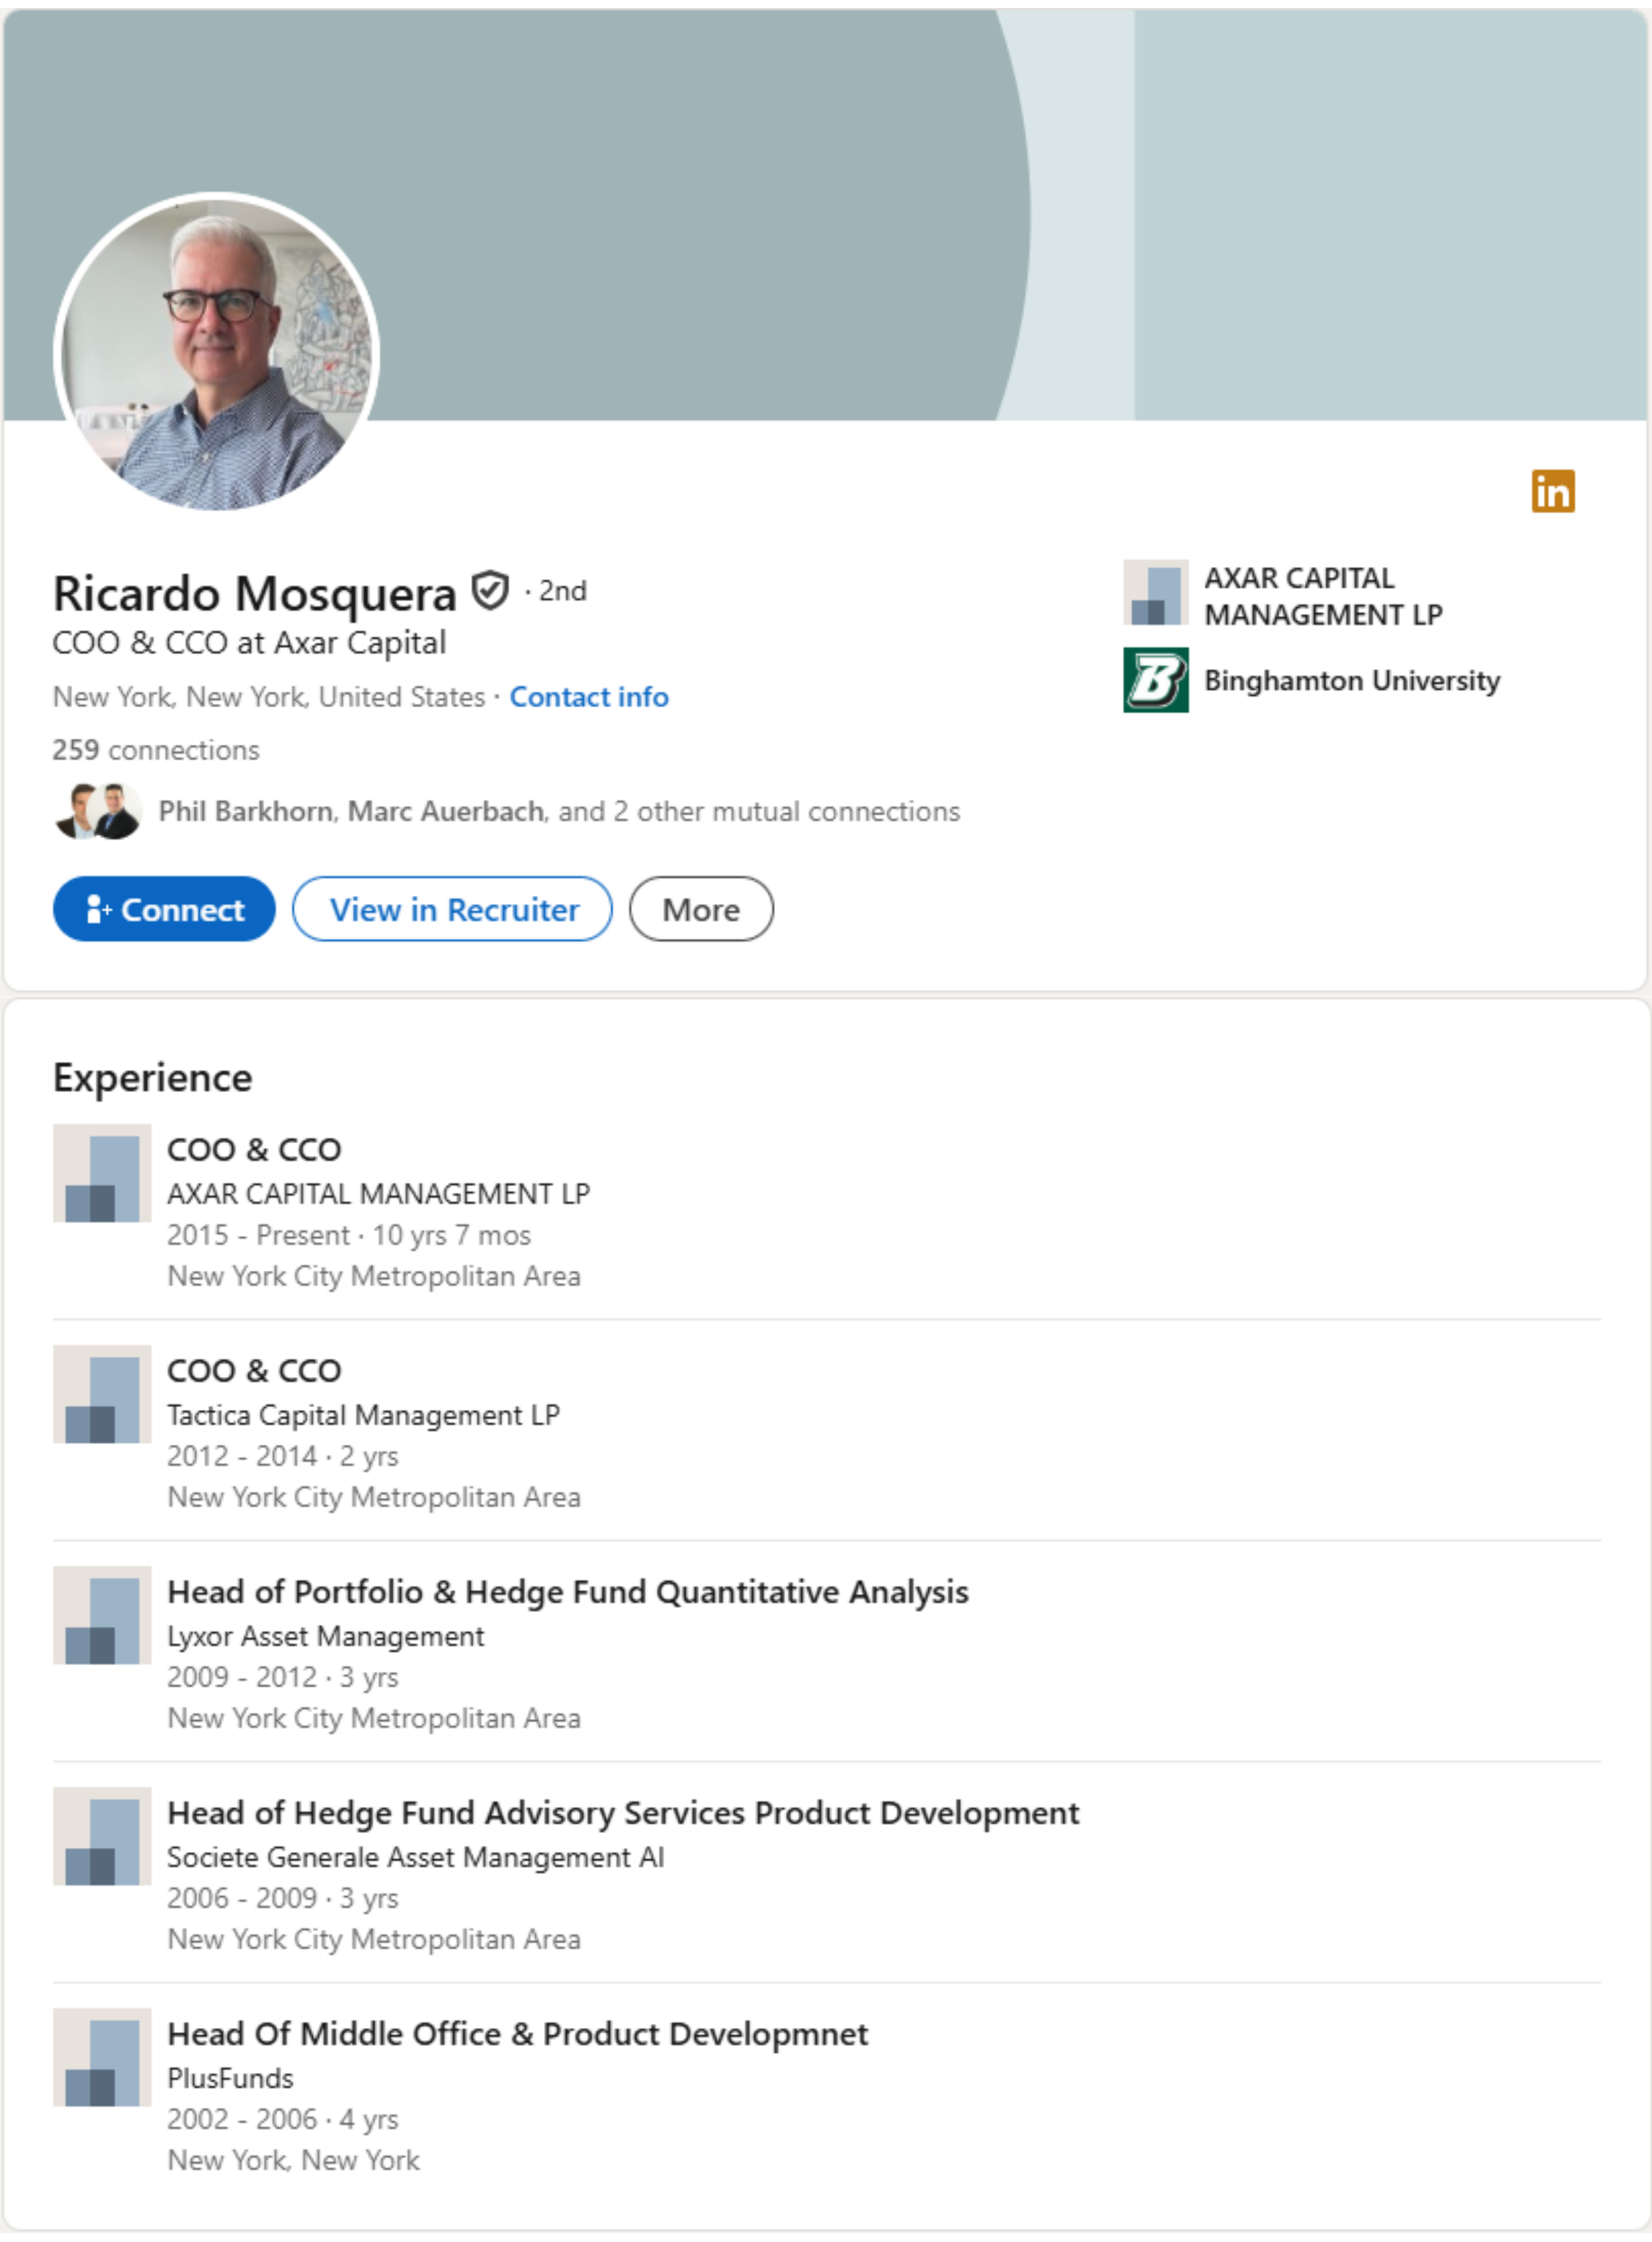 in
Ricardo Mosquera · 2nd
COO & CCO at Axar Capital
New York, New York, United States · Contact info
259 connections
Phil Barkhorn, Marc Auerbach, and 2 other mutual connections
Connect
View in Recruiter
More
AXAR CAPITAL
MANAGEMENT LP
B
Binghamton University
Experience
COO & CCO
AXAR CAPITAL MANAGEMENT LP
2015 - Present · 10 yrs 7 mos
New York City Metropolitan Area
COO & CCO
Tactica Capital Management LP
2012 - 2014 · 2 yrs
New York City Metropolitan Area
Head of Portfolio & Hedge Fund Quantitative Analysis
Lyxor Asset Management
2009 - 2012 · 3 yrs
New York City Metropolitan Area
Head of Hedge Fund Advisory Services Product Development
Societe Generale Asset Management AI
2006 - 2009 · 3 yrs
New York City Metropolitan Area
Head Of Middle Office & Product Developmnet
PlusFunds
2002 - 2006 · 4 yrs
New York, New York